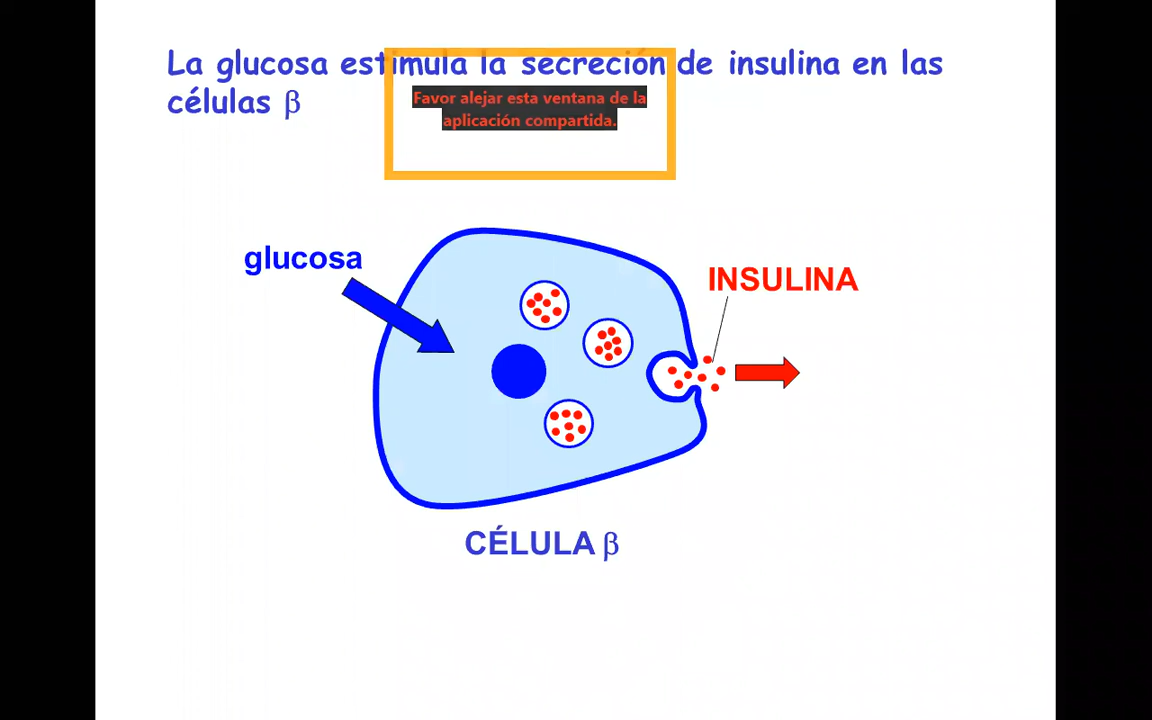 La glucosa estimula la secreción de insulina en las
células β
Favor alejar esta ventana de la
aplicación compartida.
glucosa
INSULINA
CÉLULA β